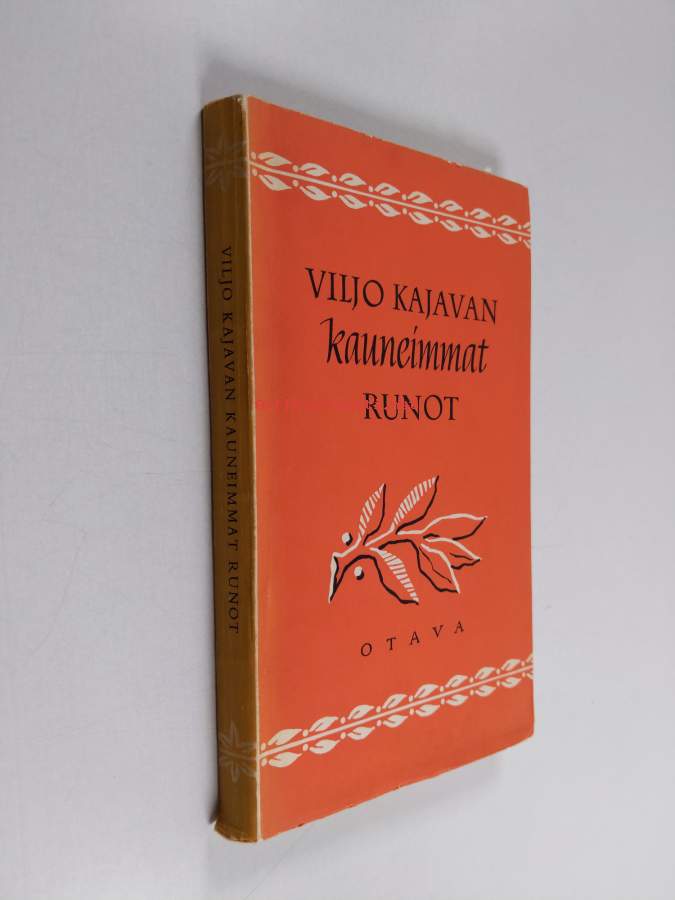 VILJO KAJAVAN
kauneimmat
RUNOT
OTAVA
VILJO KAJAVAN KAUNEIMMAT RUNOT